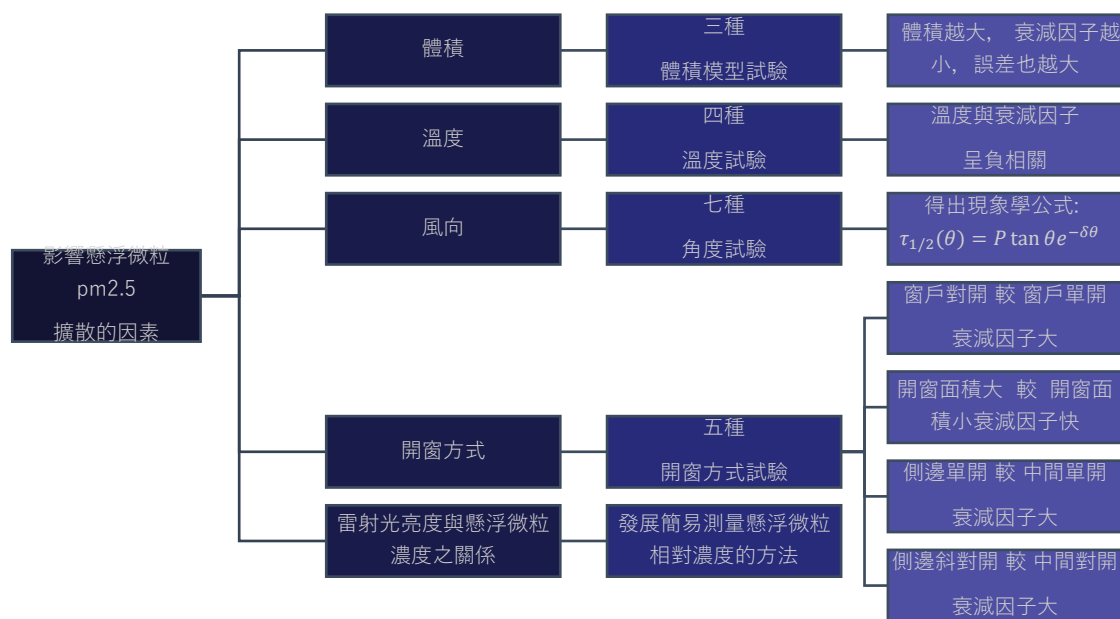 影響懸浮微粒
pm2.5
擴散的因素
體積
三種
體積模型試驗
體積越大， 衰減因子越
小，誤差也越大
溫度
四種
溫度試驗
溫度與衰減因子
呈負相關
風向
七種
角度試驗
得出現象學公式:
τ_{1/2}(θ) = P tan θe^{−δθ}
開窗方式
五種
開窗方式試驗
窗戶對開 較 窗戶單開
衰減因子大
開窗面積大 較 開窗面
積小衰減因子快
側邊單開 較 中間單開
衰減因子大
側邊斜對開 較 中間對開
衰減因子大
雷射光亮度與懸浮微粒
濃度之關係
發展簡易測量懸浮微粒
相對濃度的方法